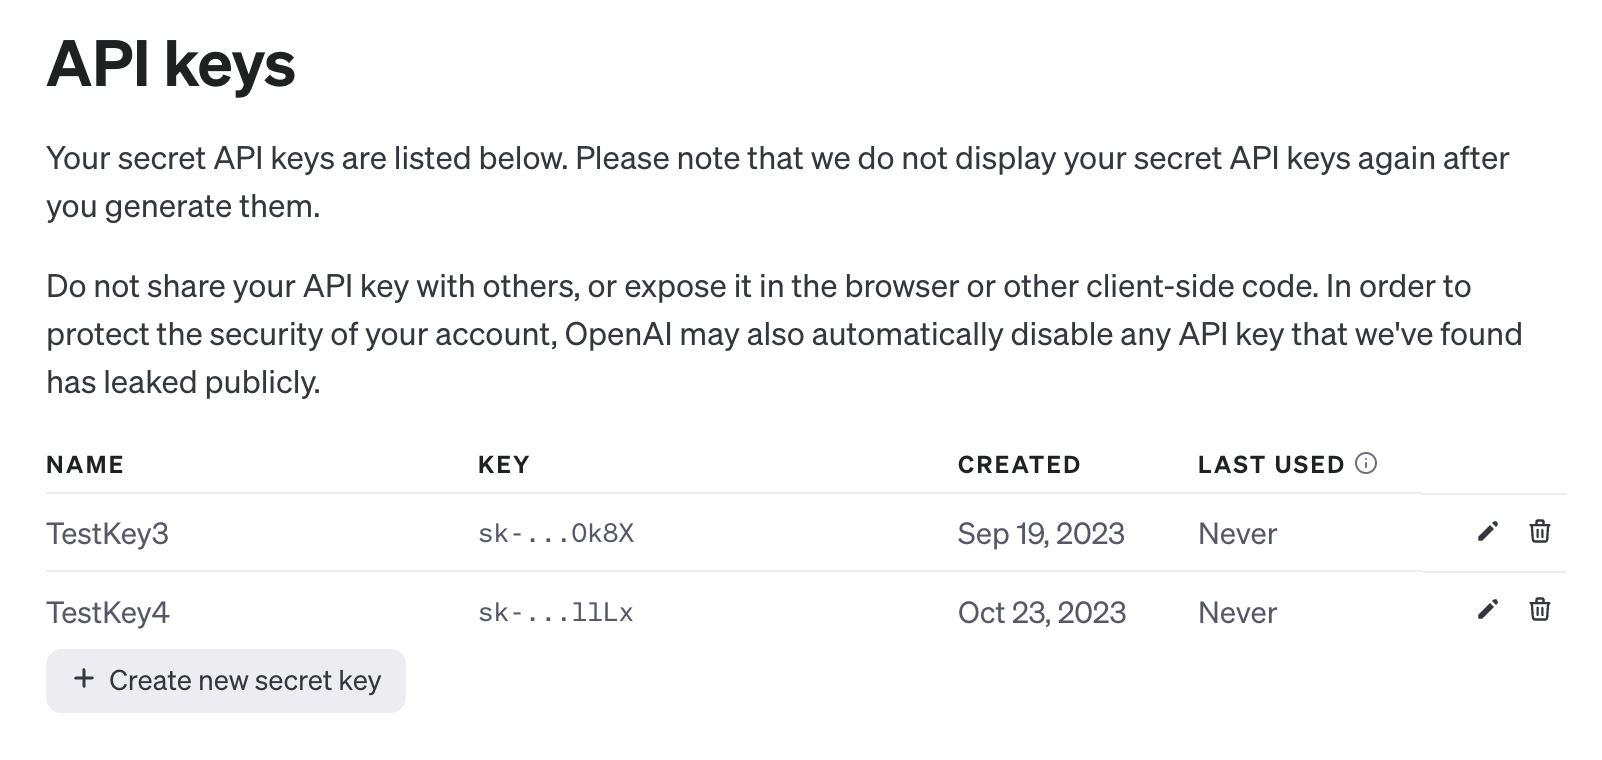 API keys
Your secret API keys are listed below. Please note that we do not display your secret API keys again after
you generate them.
Do not share your API key with others, or expose it in the browser or other client-side code. In order to
protect the security of your account, OpenAI may also automatically disable any API key that we've found
has leaked publicly.
NAME KEY CREATED LAST USED
TestKey3 sk-...0k8X Sep 19, 2023 Never
TestKey4 sk-...llLx Oct 23, 2023 Never
+ Create new secret key